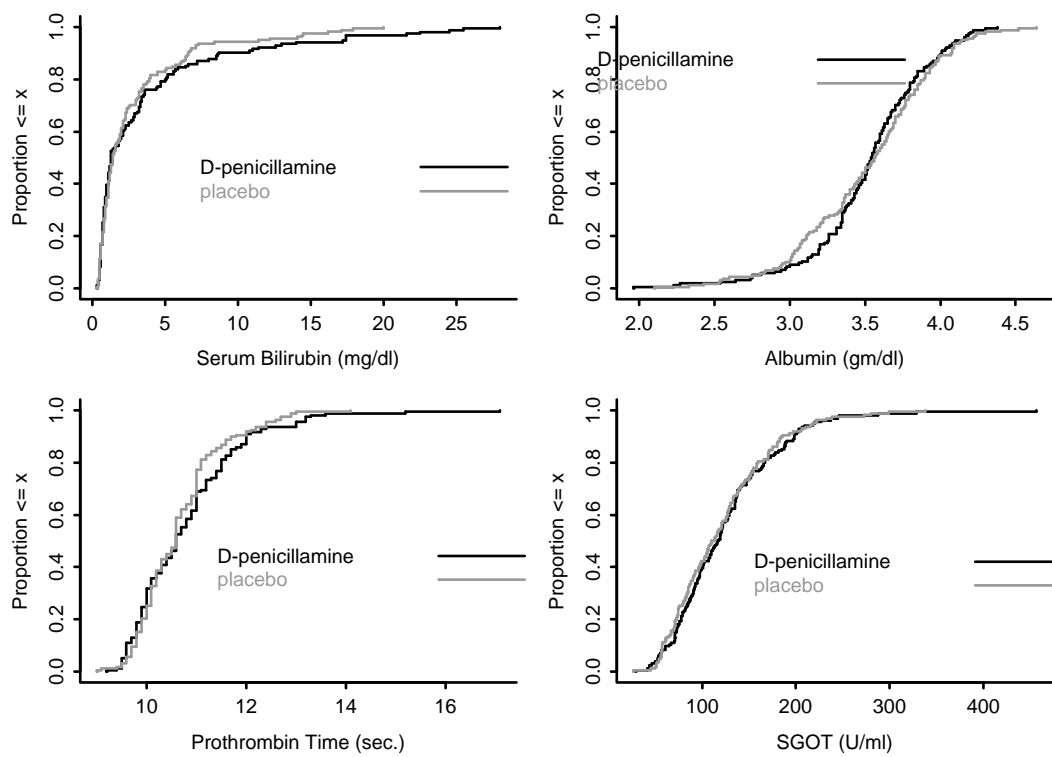 Proportion <= x
1.0
0.8
0.6
0.4
0.2
0.0
D-penicillamine
placebo
0 5 10 15 20 25
Serum Bilirubin (mg/dl)
Proportion <= x
1.0
0.8
0.6
0.4
0.2
0.0
D-penicillamine
placebo
2.0 2.5 3.0 3.5 4.0 4.5
Albumin (gm/dl)
Proportion <= x
1.0
0.8
0.6
0.4
0.2
0.0
D-penicillamine
placebo
10 12 14 16
Prothrombin Time (sec.)
Proportion <= x
1.0
0.8
0.6
0.4
0.2
0.0
D-penicillamine
placebo
100 200 300 400
SGOT (U/ml)